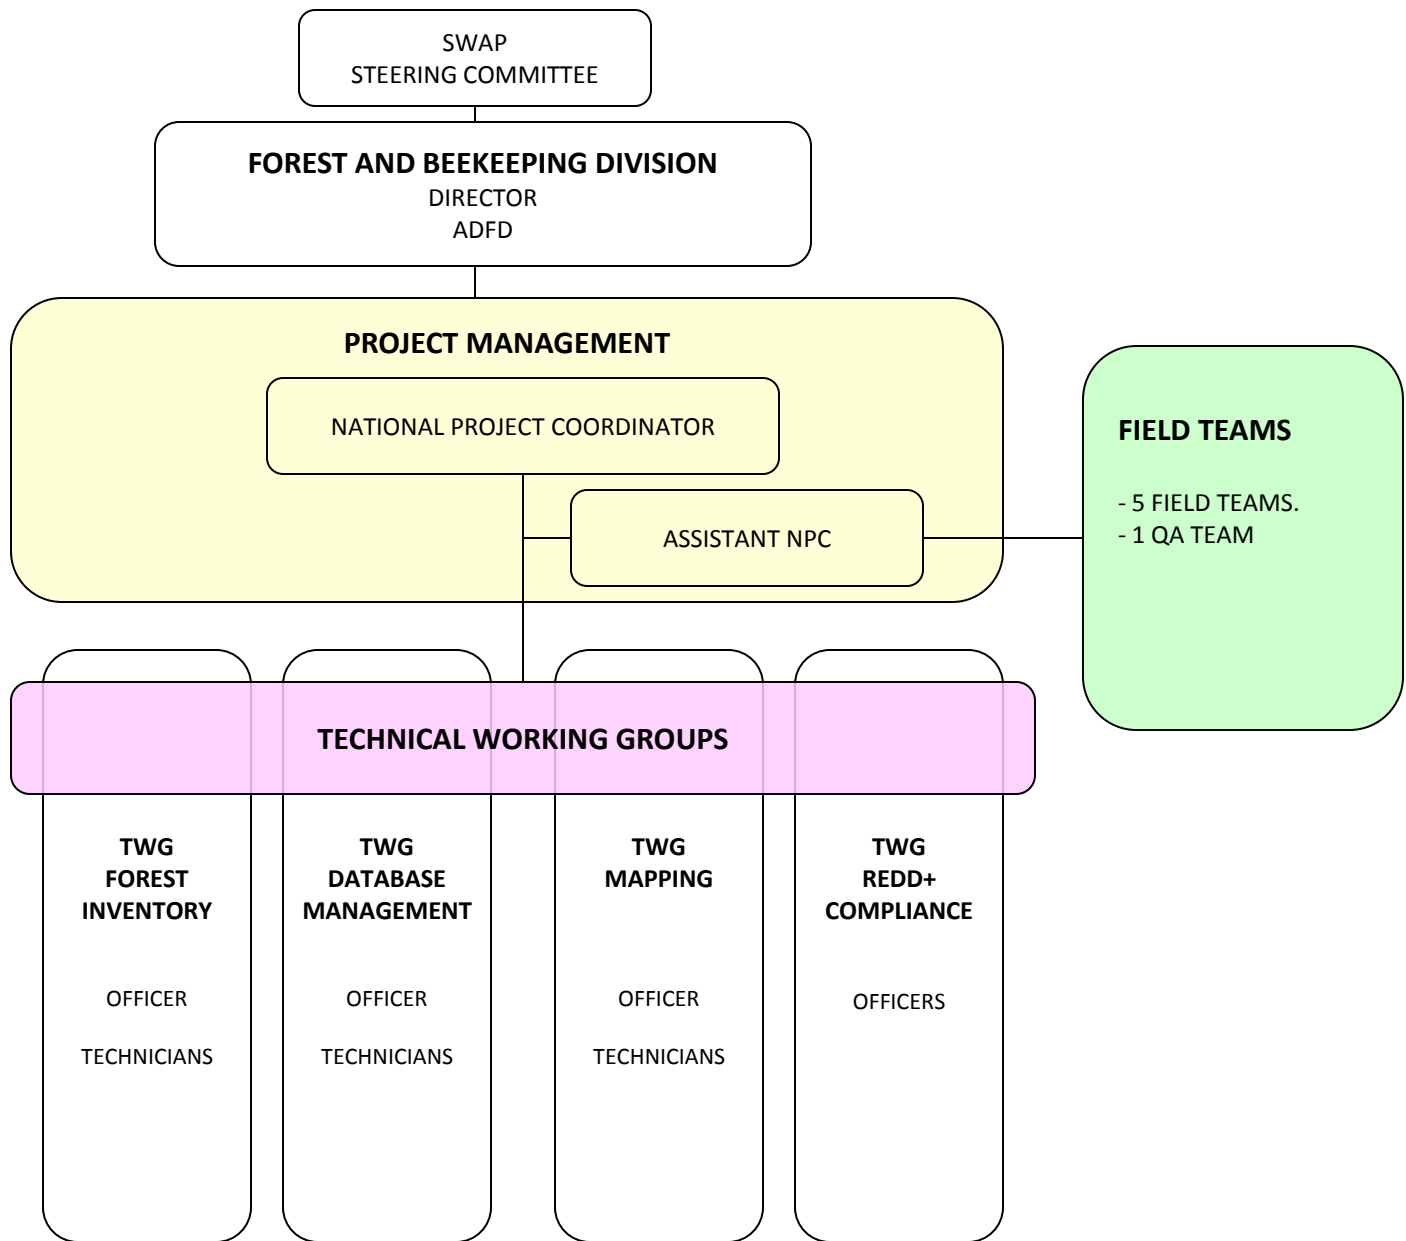 SWAP
STEERING COMMITTEE
FOREST AND BEEKEEPING DIVISION
DIRECTOR
ADFD
PROJECT MANAGEMENT
NATIONAL PROJECT COORDINATOR
ASSISTANT NPC
FIELD TEAMS
- 5 FIELD TEAMS.
- 1 QA TEAM
TECHNICAL WORKING GROUPS
TWG
FOREST
INVENTORY
OFFICER
TECHNICIANS
TWG
DATABASE
MANAGEMENT
OFFICER
TECHNICIANS
TWG
MAPPING
OFFICER
TECHNICIANS
TWG
REDD+
COMPLIANCE
OFFICERS